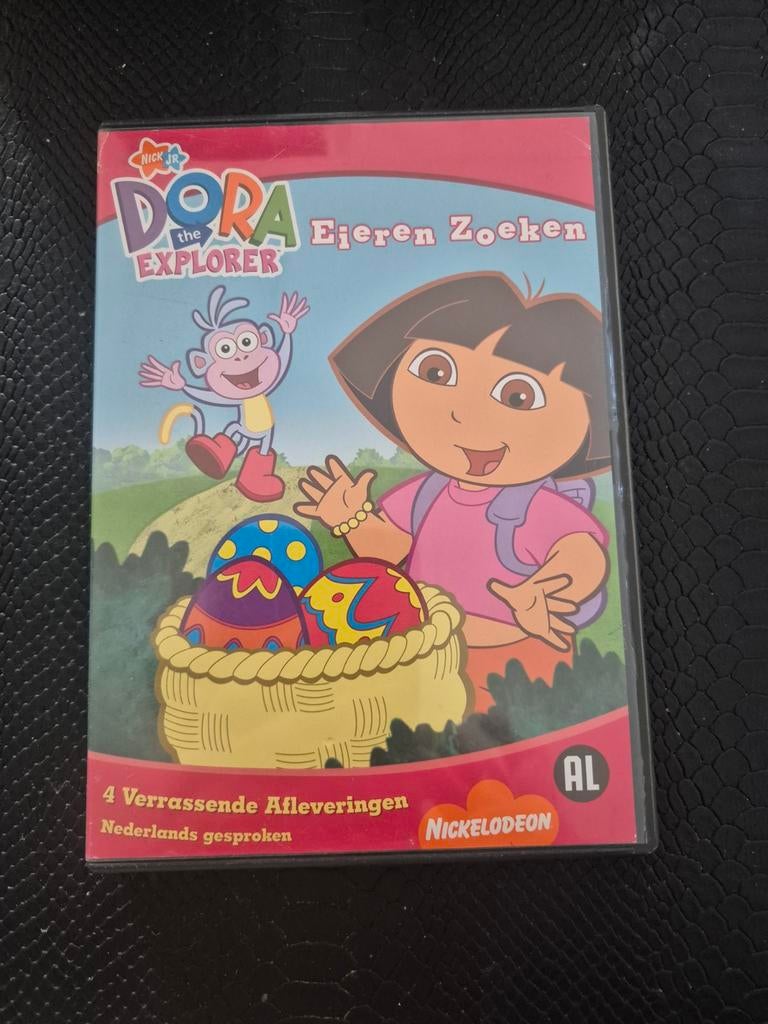 NICK JR.
DORA
the
EXPLORER
Eieren Zoeken
4 Verrassende Afleveringen
Nederlands gesproken
NICKELODEON
AL